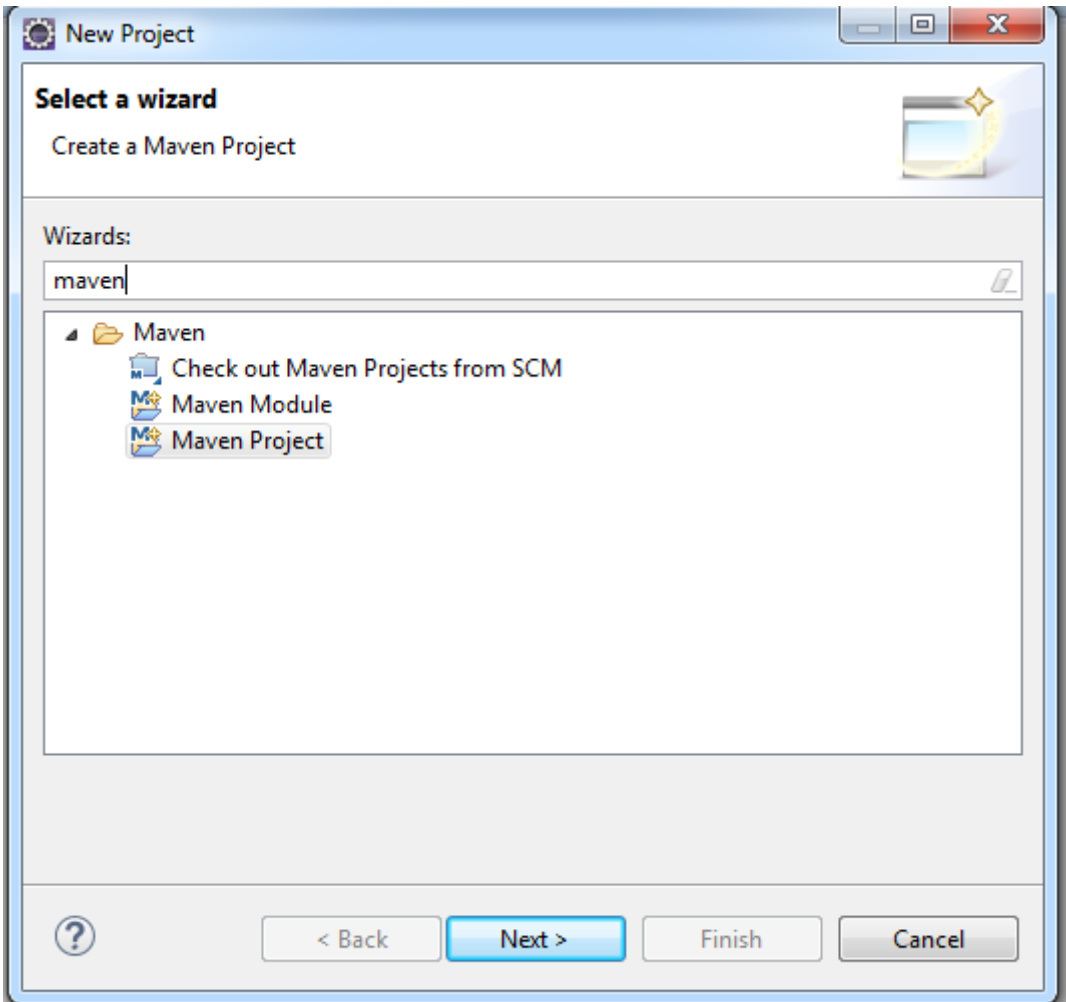 New Project
Select a wizard
Create a Maven Project
Wizards:
maven
Maven
Check out Maven Projects from SCM
Maven Module
Maven Project
< Back Next > Finish Cancel